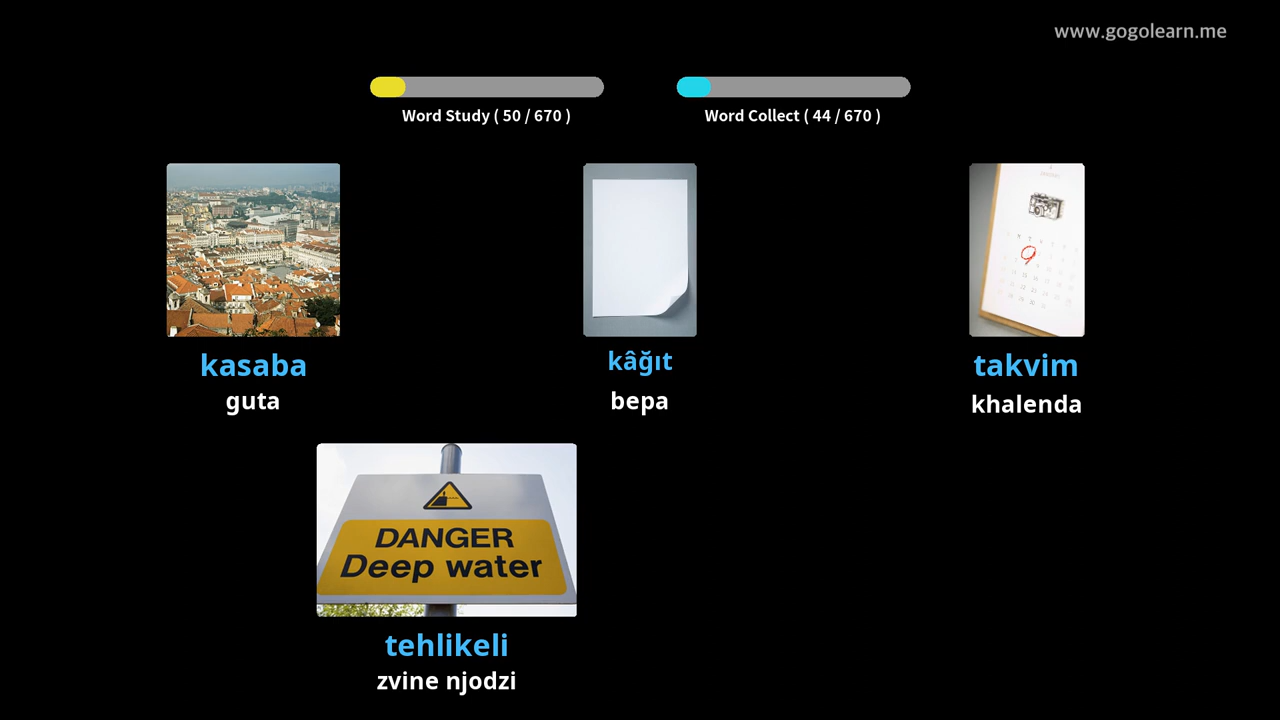 www.gogolearn.me
Word Study ( 50 / 670 )
Word Collect ( 44 / 670 )
kasaba
guta
kâğıt
bepa
takvim
khalenda
DANGER
Deep water
tehlikeli
zvine njodzi